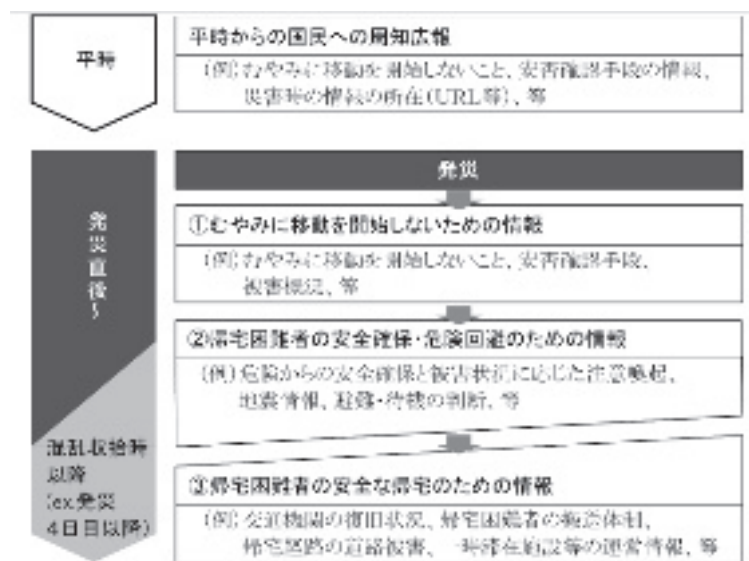 平時
平時からの国民への周知広報
(例)むやみに移動を開始しないこと、安否確認手段の情報、
災害時の情報の所在(URL等)、等
発災直後〜
発災
①むやみに移動を開始しないための情報
(例)むやみに移動を開始しないこと、安否確認手段、
被害概況、等
②帰宅困難者の安全確保・危険回避のための情報
(例)危険からの安全確保と被害状況に応じた注意喚起、
地震情報、避難・待機の判断、等
混乱収拾時
以降
(ex.発災
4日目以降)
③帰宅困難者の安全な帰宅のための情報
(例)交通機関の復旧状況、帰宅困難者の搬送体制、
帰宅経路の道路被害、一時滞在施設等の運営情報、等